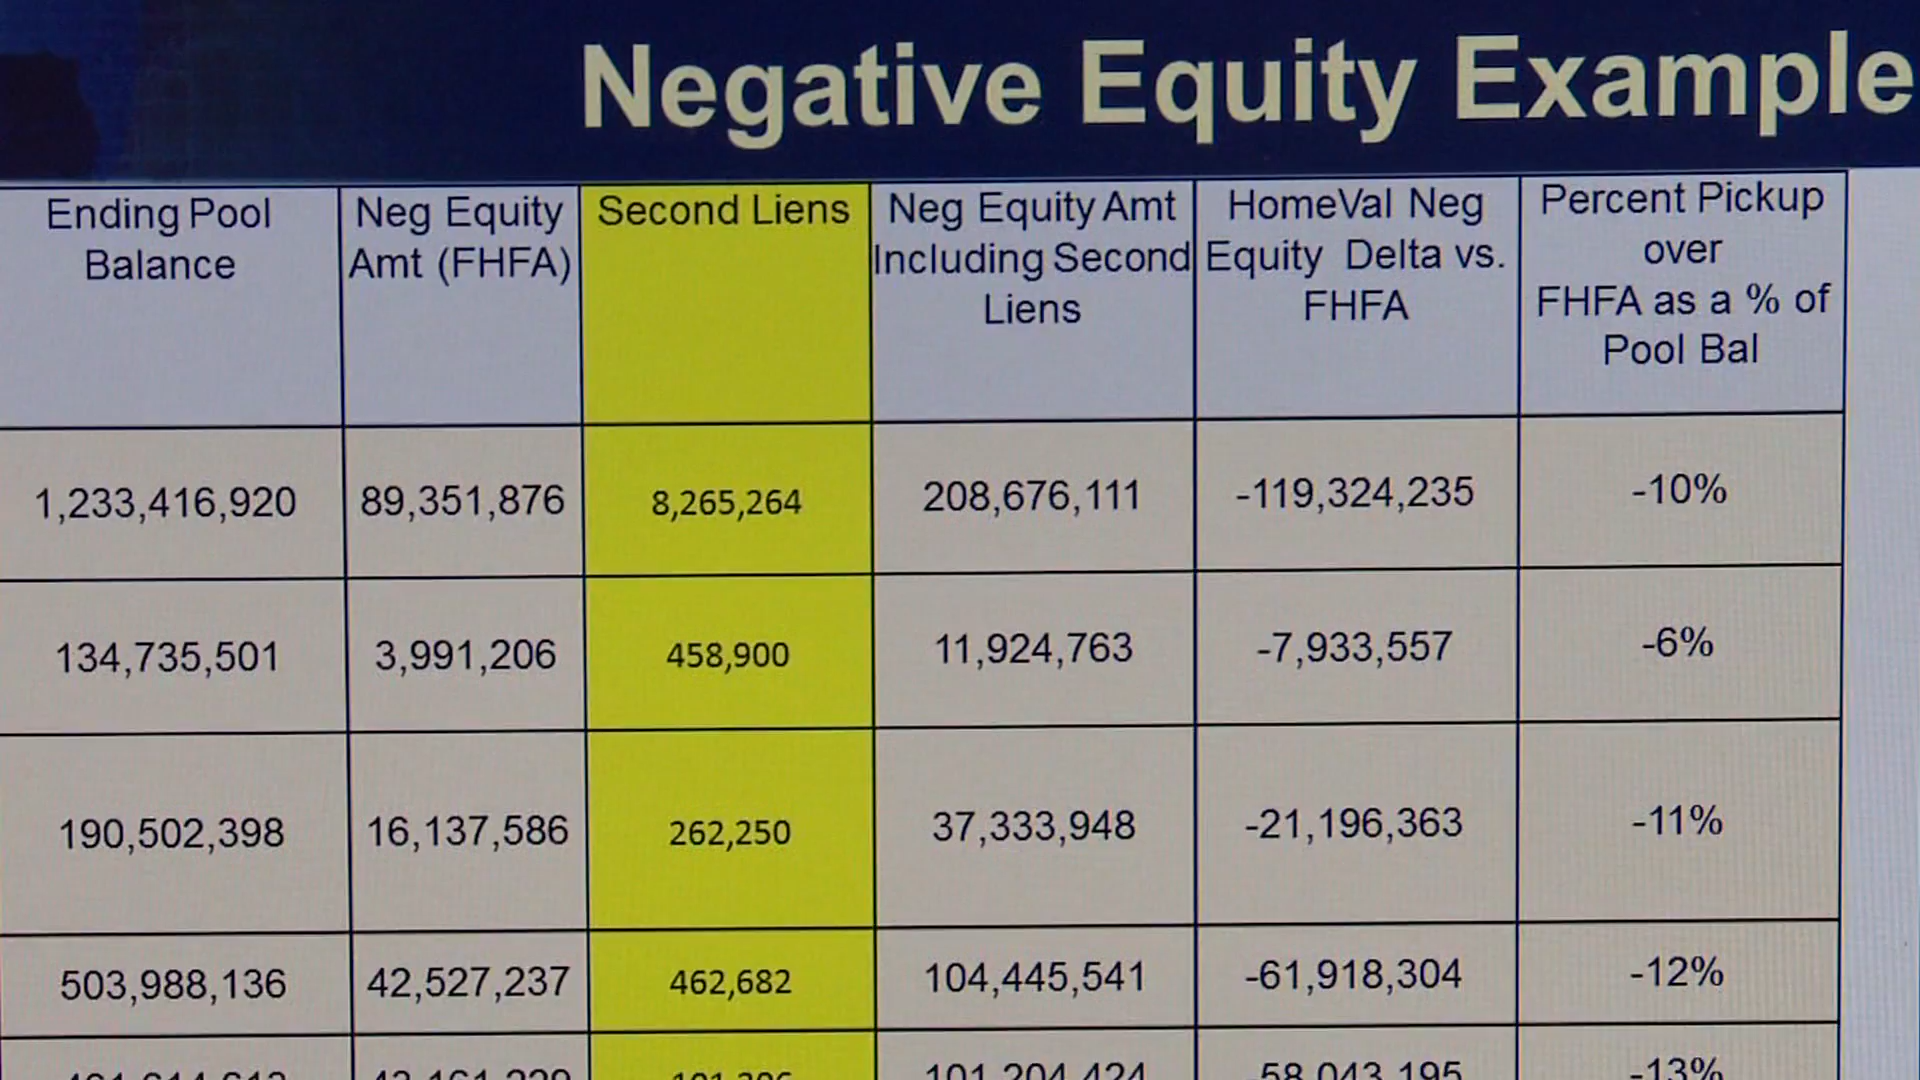 Negative Equity Example
Ending Pool
Balance
Neg Equity
Amt (FHFA)
Second Liens
Neg Equity Amt
Including Second
Liens
HomeVal Neg
Equity Delta vs.
FHFA
Percent Pickup
over
FHFA as a % of
Pool Bal
1,233,416,920 89,351,876 8,265,264 208,676,111 -119,324,235 -10%
134,735,501 3,991,206 458,900 11,924,763 -7,933,557 -6%
190,502,398 16,137,586 262,250 37,333,948 -21,196,363 -11%
503,988,136 42,527,237 462,682 104,445,541 -61,918,304 -12%
101,204,424 -13%